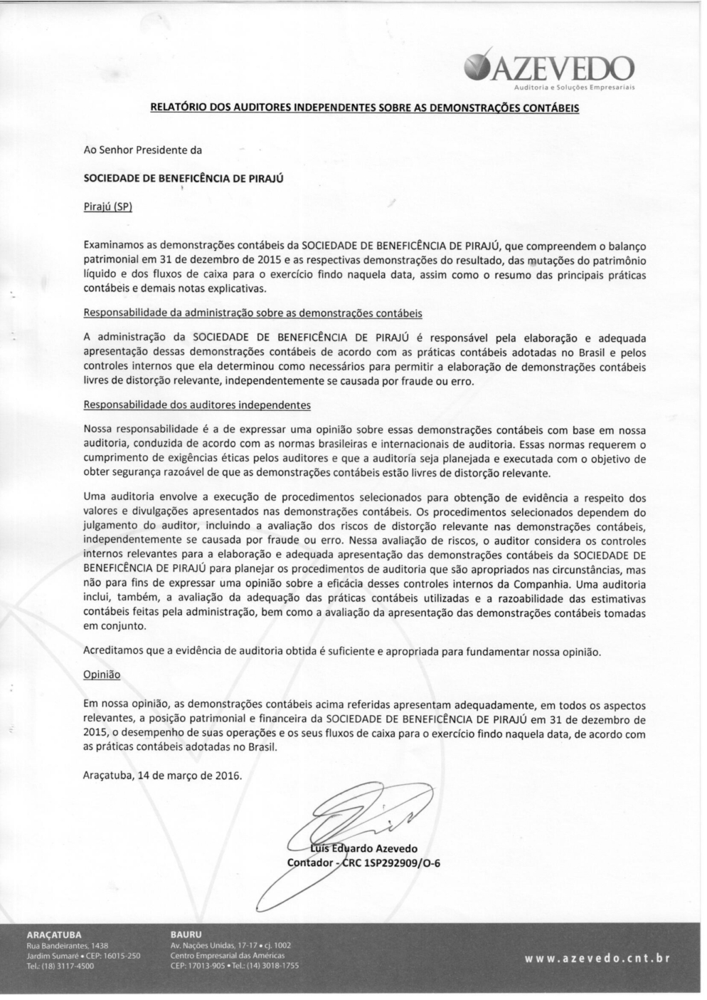 AZEVEDO
Auditoria e Soluções Empresariais
RELATÓRIO DOS AUDITORES INDEPENDENTES SOBRE AS DEMONSTRAÇÕES CONTÁBEIS
Ao Senhor Presidente da
SOCIEDADE DE BENEFICÊNCIA DE PIRAJÚ
Pirajú (SP)
Examinamos as demonstrações contábeis da SOCIEDADE DE BENEFICÊNCIA DE PIRAJÚ, que compreendem o balanço
patrimonial em 31 de dezembro de 2015 e as respectivas demonstrações do resultado, das mutações do patrimônio
líquido e dos fluxos de caixa para o exercício findo naquela data, assim como o resumo das principais práticas
contábeis e demais notas explicativas.
Responsabilidade da administração sobre as demonstrações contábeis
A administração da SOCIEDADE DE BENEFICÊNCIA DE PIRAJÚ é responsável pela elaboração e adequada
apresentação dessas demonstrações contábeis de acordo com as práticas contábeis adotadas no Brasil e pelos
controles internos que ela determinou como necessários para permitir a elaboração de demonstrações contábeis
livres de distorção relevante, independentemente se causada por fraude ou erro.
Responsabilidade dos auditores independentes
Nossa responsabilidade é a de expressar uma opinião sobre essas demonstrações contábeis com base em nossa
auditoria, conduzida de acordo com as normas brasileiras e internacionais de auditoria. Essas normas requerem o
cumprimento de exigências éticas pelos auditores e que a auditoria seja planejada e executada com o objetivo de
obter segurança razoável de que as demonstrações contábeis estão livres de distorção relevante.
Uma auditoria envolve a execução de procedimentos selecionados para obtenção de evidência a respeito dos
valores e divulgações apresentados nas demonstrações contábeis. Os procedimentos selecionados dependem do
julgamento do auditor, incluindo a avaliação dos riscos de distorção relevante nas demonstrações contábeis,
independentemente se causada por fraude ou erro. Nessa avaliação de riscos, o auditor considera os controles
internos relevantes para a elaboração e adequada apresentação das demonstrações contábeis da SOCIEDADE DE
BENEFICÊNCIA DE PIRAJÚ para planejar os procedimentos de auditoria que são apropriados nas circunstâncias, mas
não para fins de expressar uma opinião sobre a eficácia desses controles internos da Companhia. Uma auditoria
inclui, também, a avaliação da adequação das práticas contábeis utilizadas e a razoabilidade das estimativas
contábeis feitas pela administração, bem como a avaliação da apresentação das demonstrações contábeis tomadas
em conjunto.
Acreditamos que a evidência de auditoria obtida é suficiente e apropriada para fundamentar nossa opinião.
Opinião
Em nossa opinião, as demonstrações contábeis acima referidas apresentam adequadamente, em todos os aspectos
relevantes, a posição patrimonial e financeira da SOCIEDADE DE BENEFICÊNCIA DE PIRAJÚ em 31 de dezembro de
2015, o desempenho de suas operações e os seus fluxos de caixa para o exercício findo naquela data, de acordo com
as práticas contábeis adotadas no Brasil.
Araçatuba, 14 de março de 2016.
Luís Eduardo Azevedo
Contador - CRC 1SP292909/O-6
ARAÇATUBA
Rua Bandeirantes, 1438
Jardim Sumaré • CEP: 16015-250
Tel.: (18) 3117-4500
BAURU
Av. Nações Unidas, 17-17 • cj. 1002
Centro Empresarial das Américas
CEP: 17013-905 • Tel.: (14) 3018-1755
www.azevedo.cnt.br